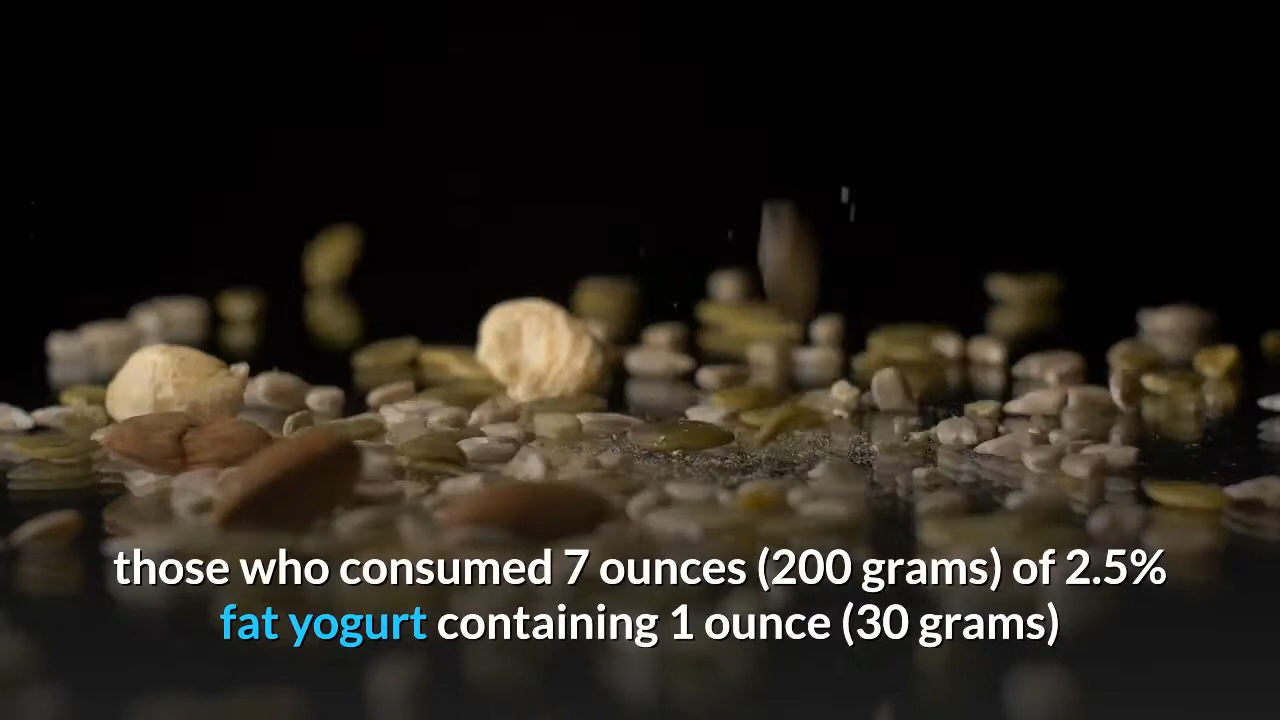 those who consumed 7 ounces (200 grams) of 2.5%
fat yogurt containing 1 ounce (30 grams)